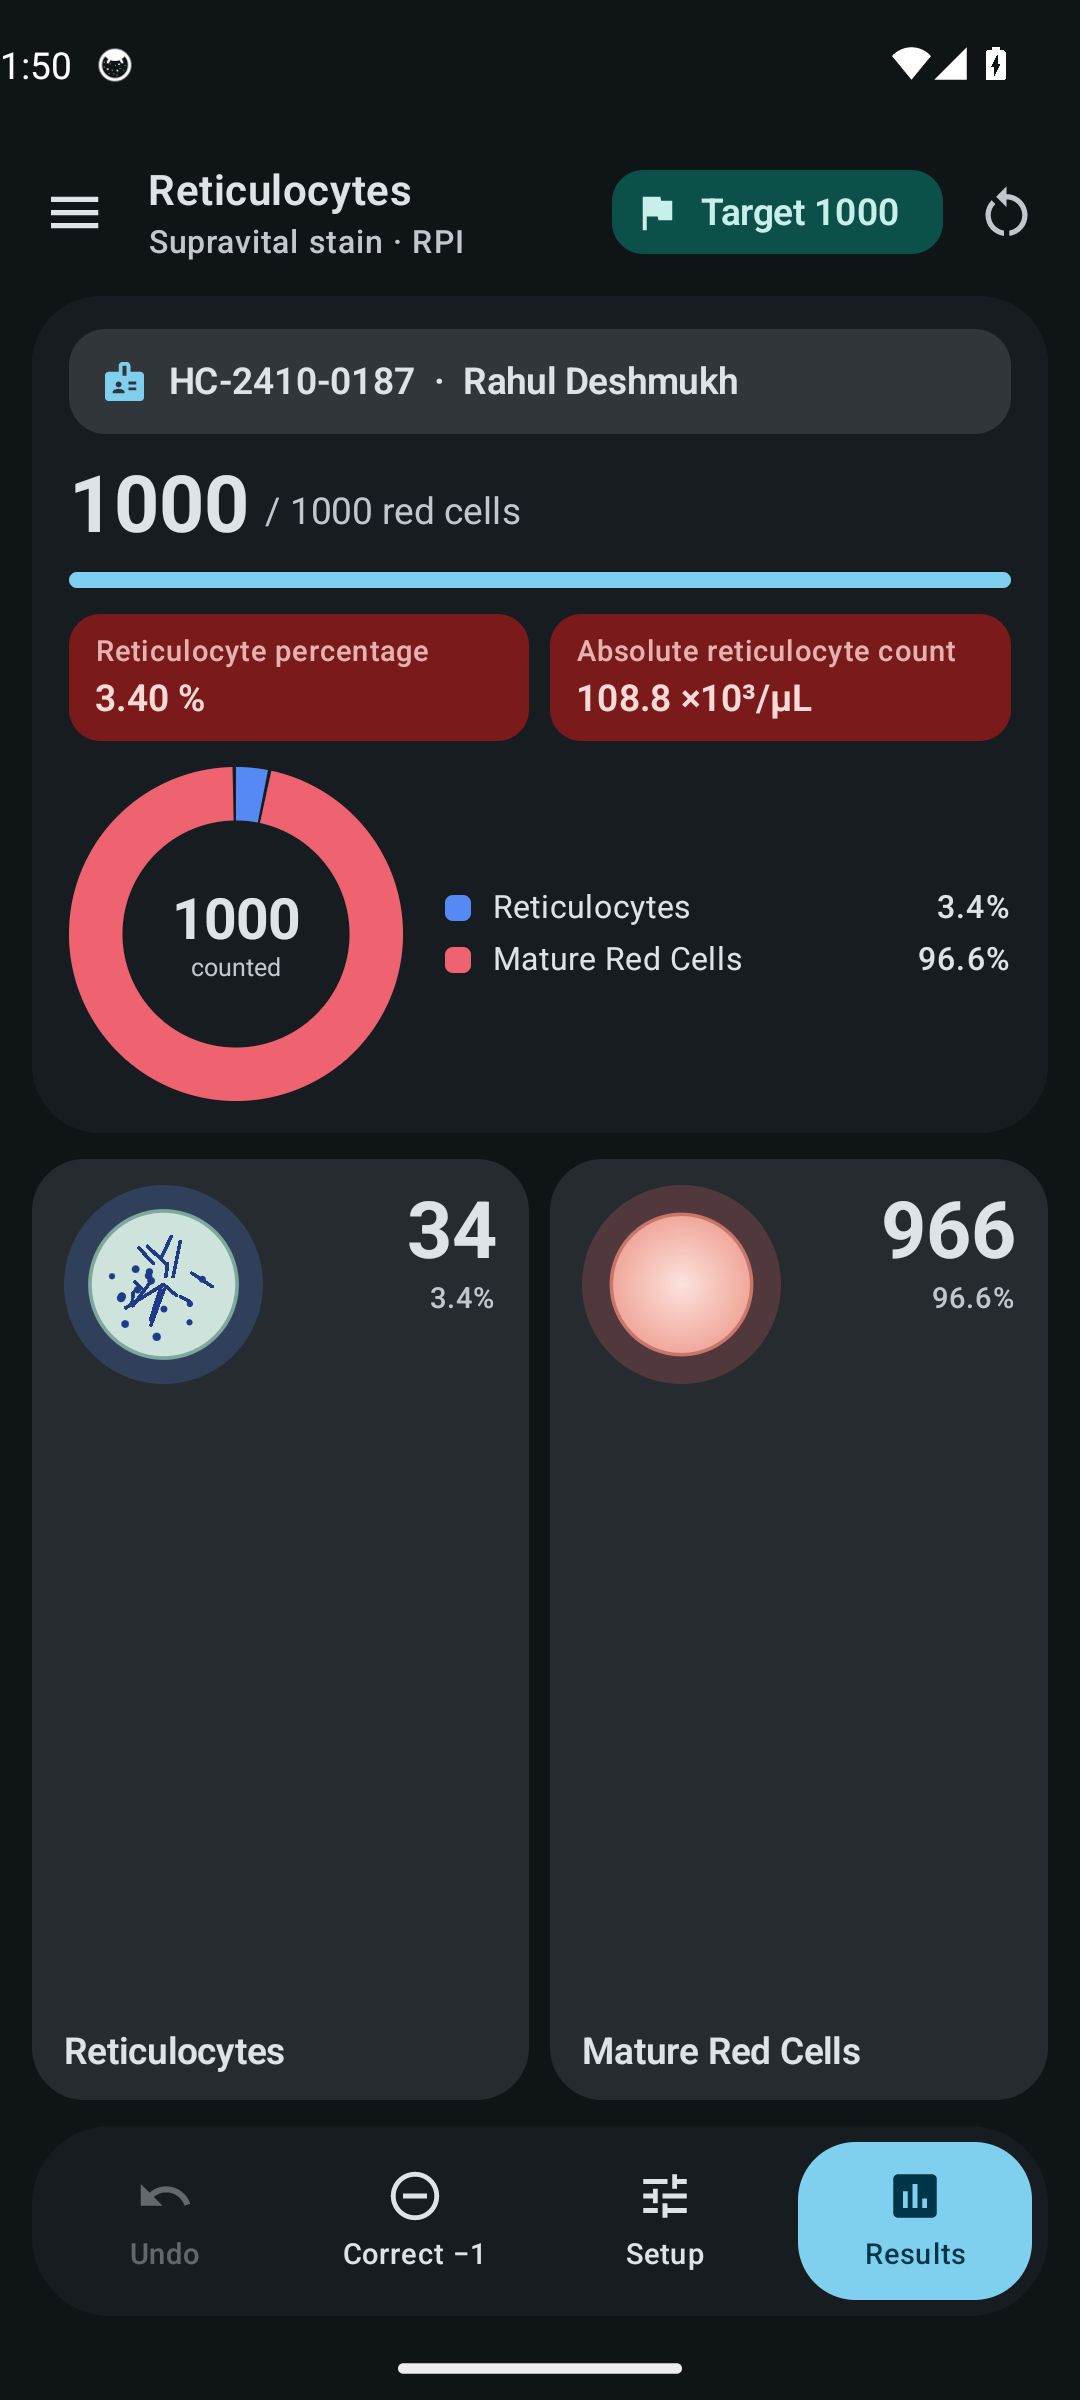 1:50
Reticulocytes
Supravital stain · RPI
Target 1000
HC-2410-0187 · Rahul Deshmukh
1000 / 1000 red cells
Reticulocyte percentage
3.40 %
Absolute reticulocyte count
108.8 ×10³/µL
1000
counted
Reticulocytes 3.4%
Mature Red Cells 96.6%
34
3.4%
Reticulocytes
966
96.6%
Mature Red Cells
Undo
Correct −1
Setup
Results